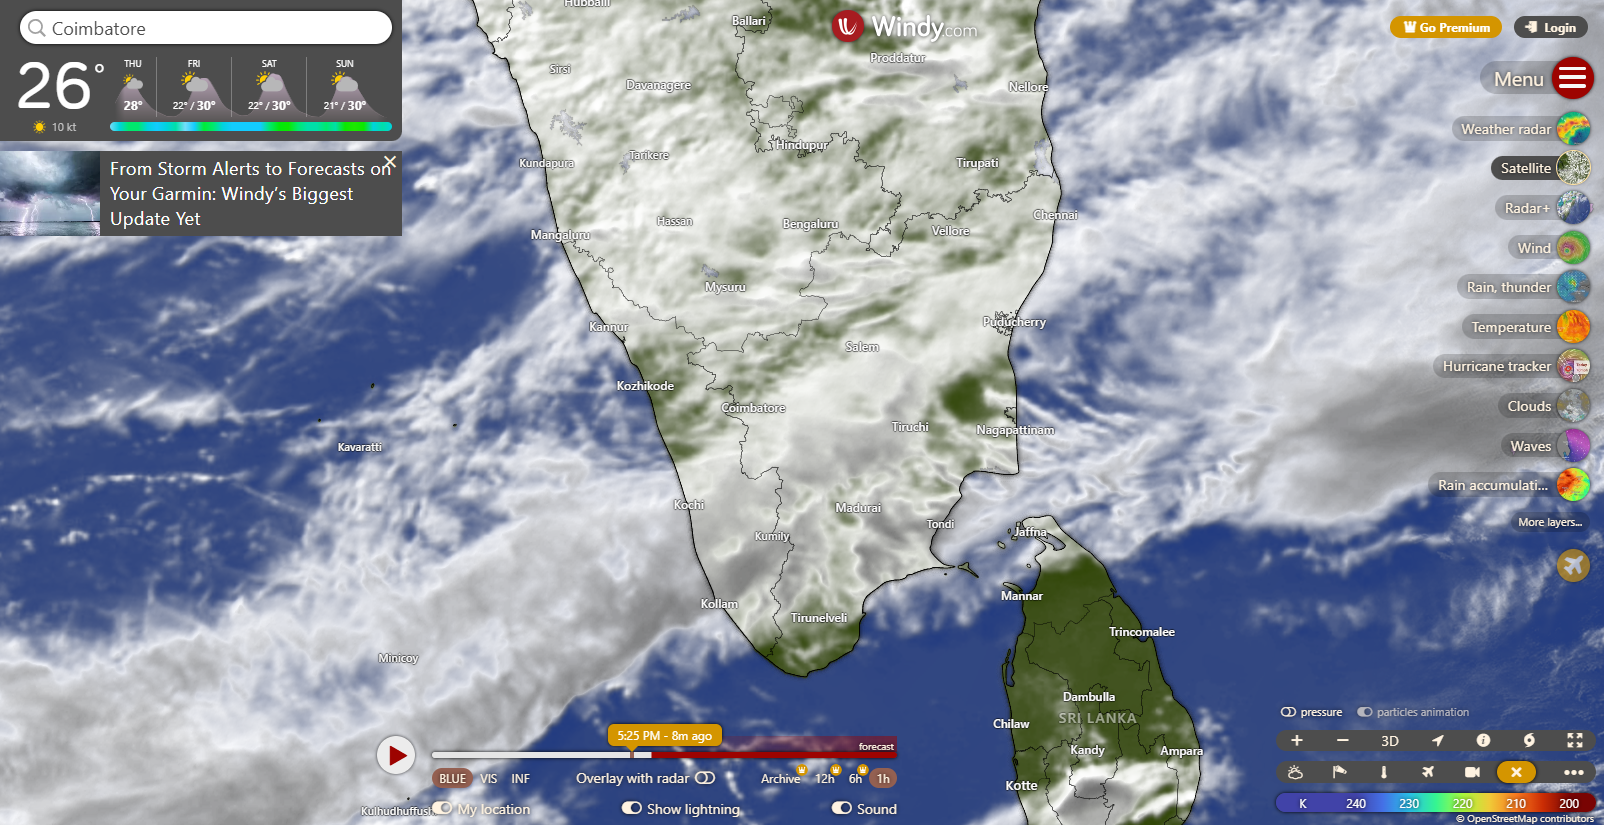 Coimbatore
26°
10 kt
THU
28°
FRI
22° / 30°
SAT
22° / 30°
SUN
21° / 30°
From Storm Alerts to Forecasts on
Your Garmin: Windy's Biggest
Update Yet
Windy.com
Go Premium
Login
Menu
Weather radar
Satellite
Radar+
Wind
Rain, thunder
Temperature
Hurricane tracker
Clouds
Waves
Rain accumulati...
More layers...
Hubballi
Ballari
Proddatur
Sirsi
Davanagere
Nellore
Hindupur
Kundapura
Tarikere
Tirupati
Hassan
Bengaluru
Chennai
Mangaluru
Vellore
Mysuru
Kannur
Puducherry
Salem
Kozhikode
Coimbatore
Tiruchi
Nagapattinam
Kavaratti
Kochi
Madurai
Kumily
Tondi
Jaffna
Mannar
Kollam
Tirunelveli
Trincomalee
Minicoy
Dambulla
SRI LANKA
Chilaw
Kandy
Ampara
Kotte
Kulhudhuffush
5:25 PM - 8m ago
forecast
BLUE
VIS
INF
Overlay with radar
Archive
12h
6h
1h
My location
Show lightning
Sound
pressure
particles animation
3D
K 240 230 220 210 200
© OpenStreetMap contributors